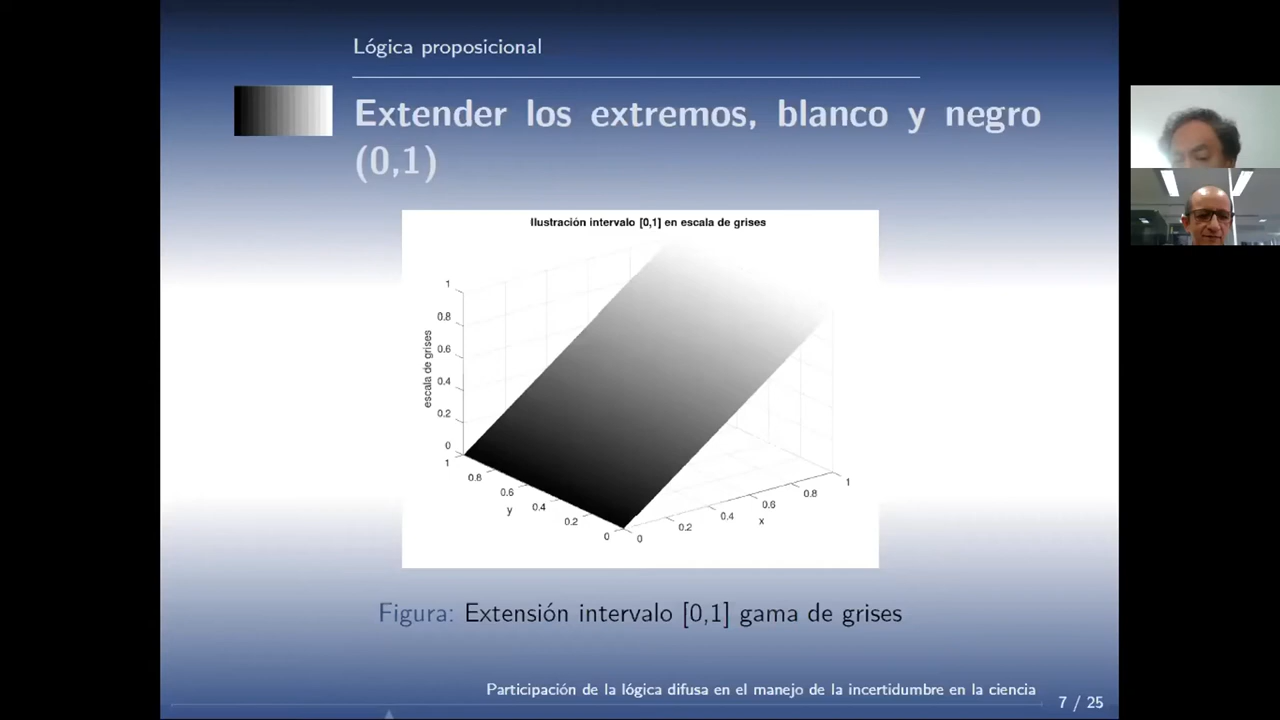 Lógica proposicional
Extender los extremos, blanco y negro
(0,1)
Ilustración intervalo [0,1] en escala de grises
1
0.8
0.6
0.4
0.2
0
escala de grises
1
0.8
0.6
0.4
0.2
0
y
0
0.2
0.4
0.6
0.8
1
x
Figura: Extensión intervalo [0,1] gama de grises
Participación de la lógica difusa en el manejo de la incertidumbre en la ciencia
7 / 25